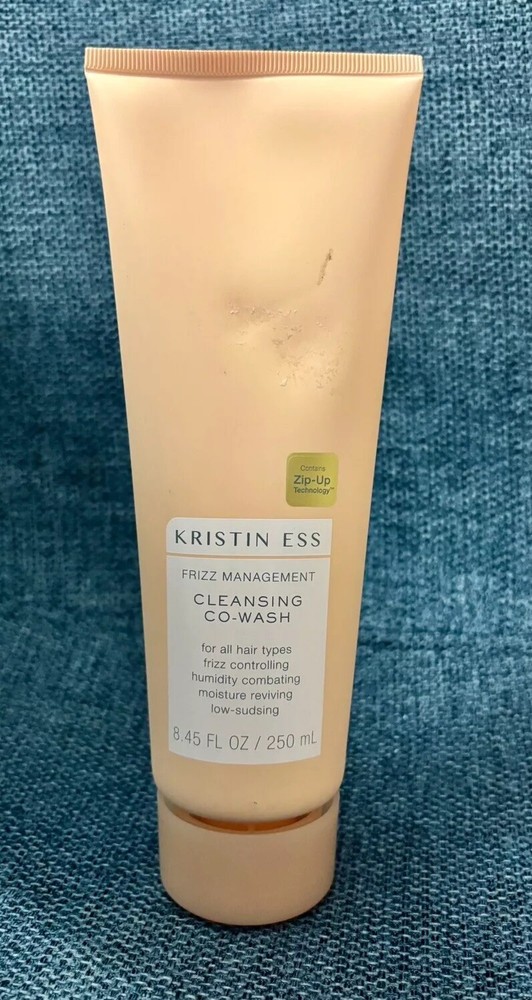 Contains
Zip-Up
Technology™
KRISTIN ESS
FRIZZ MANAGEMENT
CLEANSING
CO-WASH
for all hair types
frizz controlling
humidity combating
moisture reviving
low-sudsing
8.45 FL OZ / 250 mL